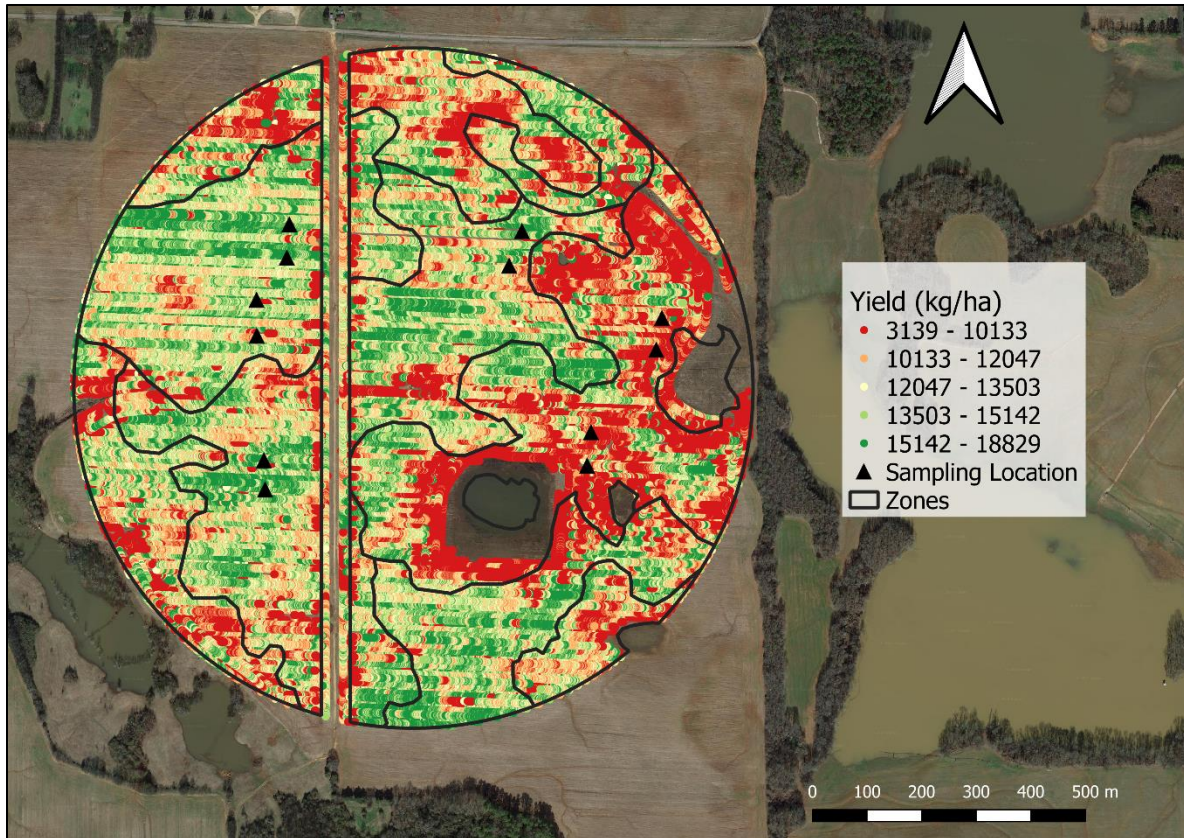 Yield (kg/ha)
3139 - 10133
10133 - 12047
12047 - 13503
13503 - 15142
15142 - 18829
Sampling Location
Zones
0 100 200 300 400 500 m